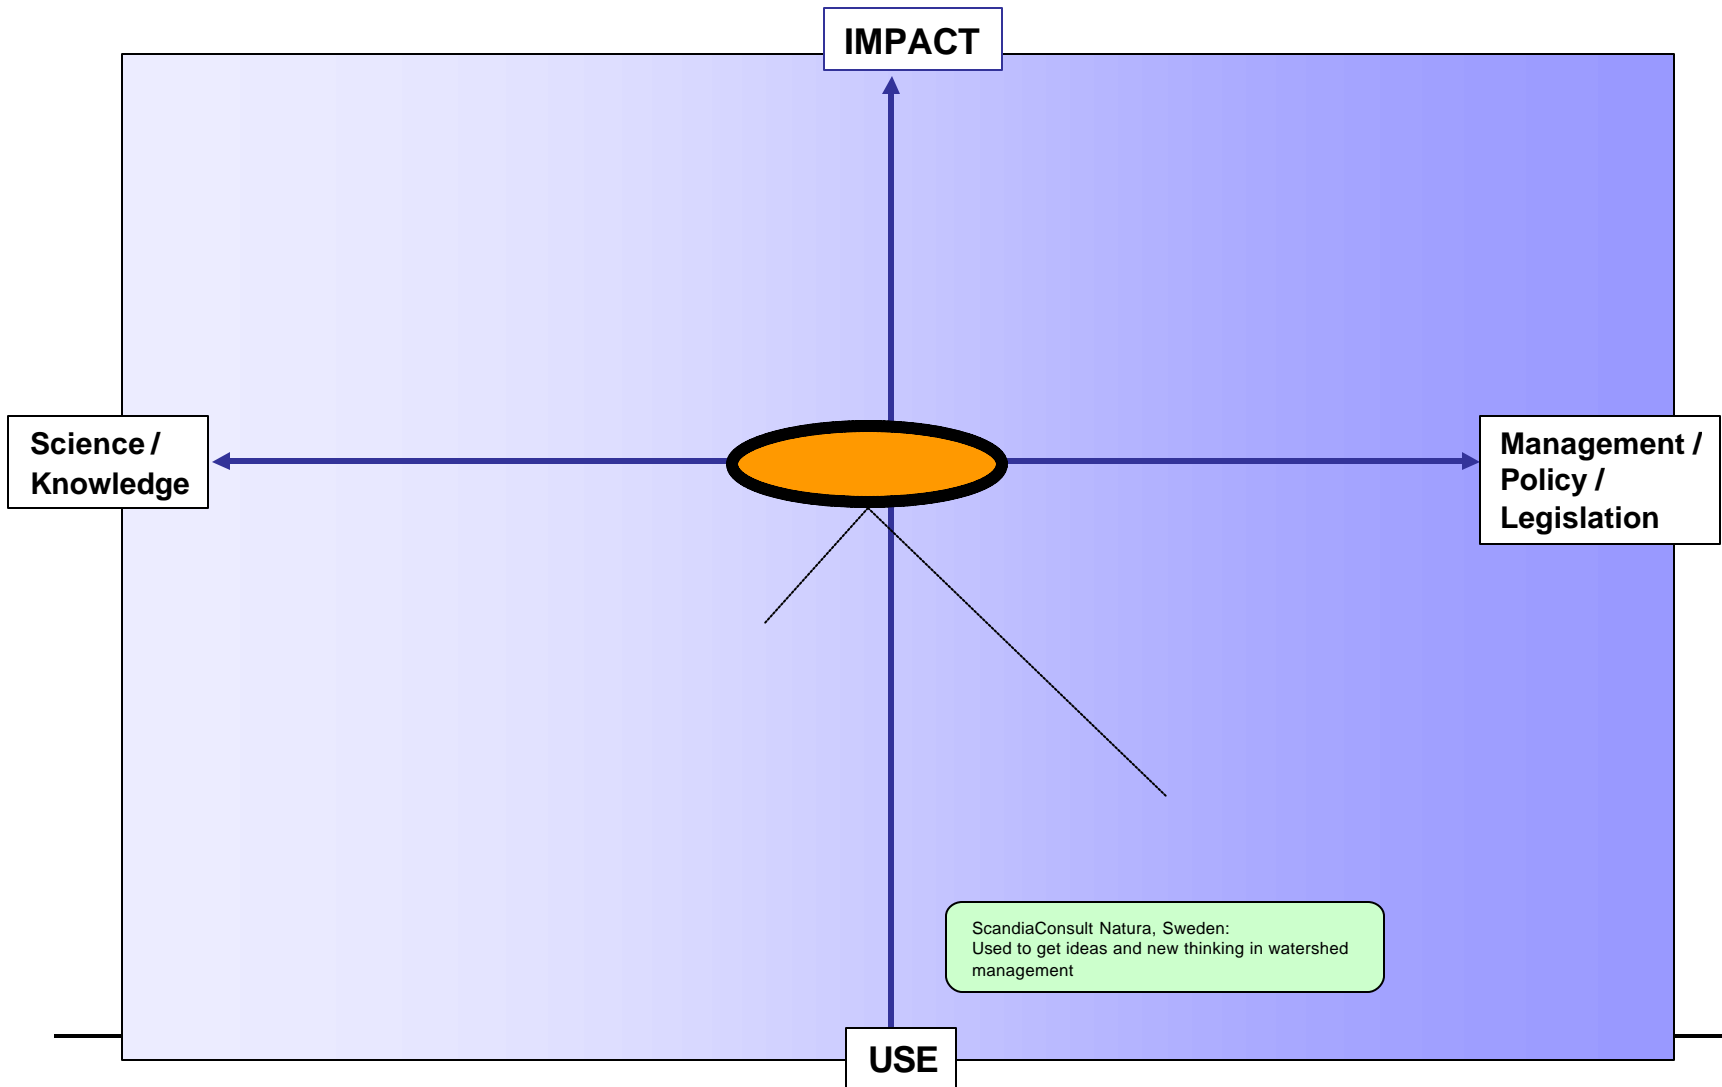 IMPACT
Science /
Knowledge
Management /
Policy /
Legislation
ScandiaConsult Natura, Sweden:
Used to get ideas and new thinking in watershed
management
USE